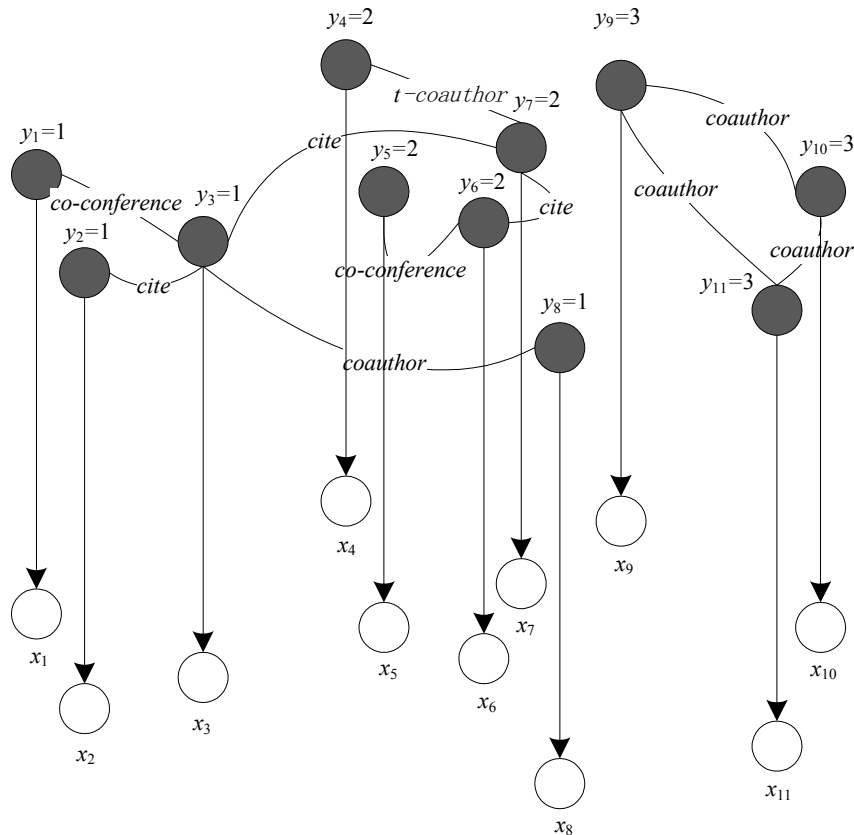 y4=2
y9=3
t-coauthor
y7=2
coauthor
y1=1
cite
y5=2
y10=3
y6=2
coauthor
co-conference
y3=1
cite
y2=1
coauthor
co-conference
cite
y11=3
y8=1
coauthor
x4
x9
x7
x1
x5
x10
x6
x3
x2
x11
x8